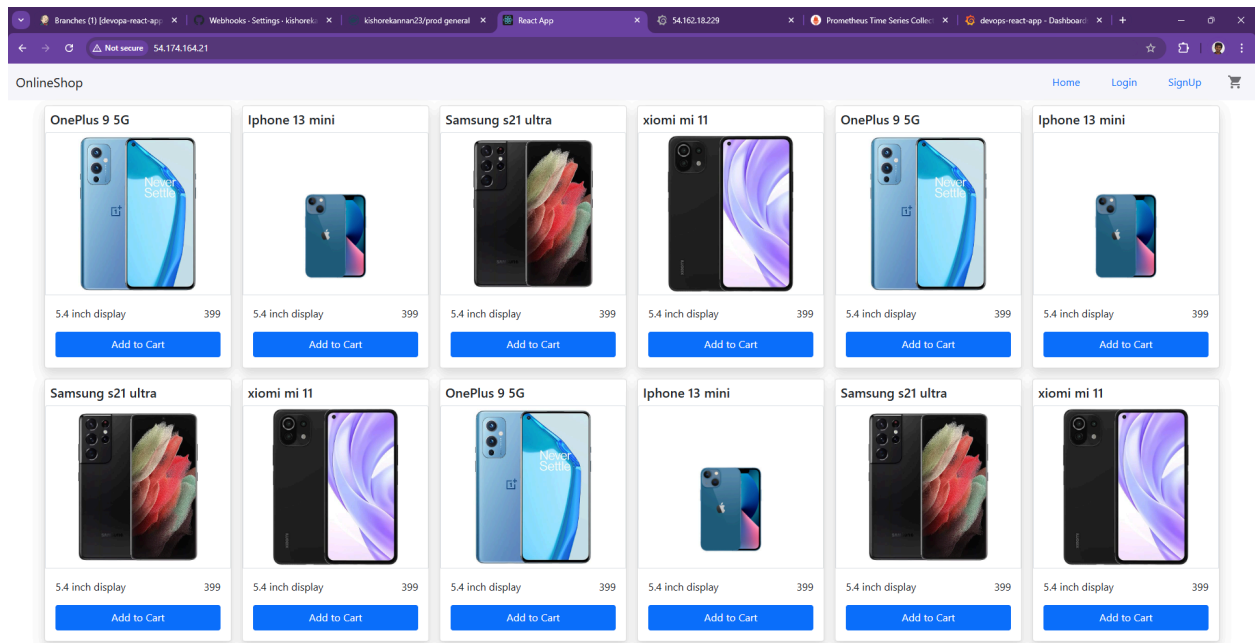 Branches (1) [devopa-react-app
Webhooks · Settings · kishoreka
kishorekannan23/prod general
React App
54.162.18.229
Prometheus Time Series Collec
devops-react-app - Dashboard
Not secure 54.174.164.21
OnlineShop Home Login SignUp
OnePlus 9 5G Iphone 13 mini Samsung s21 ultra xiomi mi 11 OnePlus 9 5G Iphone 13 mini
Never Never
Settle Settle
5.4 inch display 399 5.4 inch display 399 5.4 inch display 399 5.4 inch display 399 5.4 inch display 399 5.4 inch display 399
Add to Cart Add to Cart Add to Cart Add to Cart Add to Cart Add to Cart
Samsung s21 ultra xiomi mi 11 OnePlus 9 5G Iphone 13 mini Samsung s21 ultra xiomi mi 11
Never
Settle
5.4 inch display 399 5.4 inch display 399 5.4 inch display 399 5.4 inch display 399 5.4 inch display 399 5.4 inch display 399
Add to Cart Add to Cart Add to Cart Add to Cart Add to Cart Add to Cart